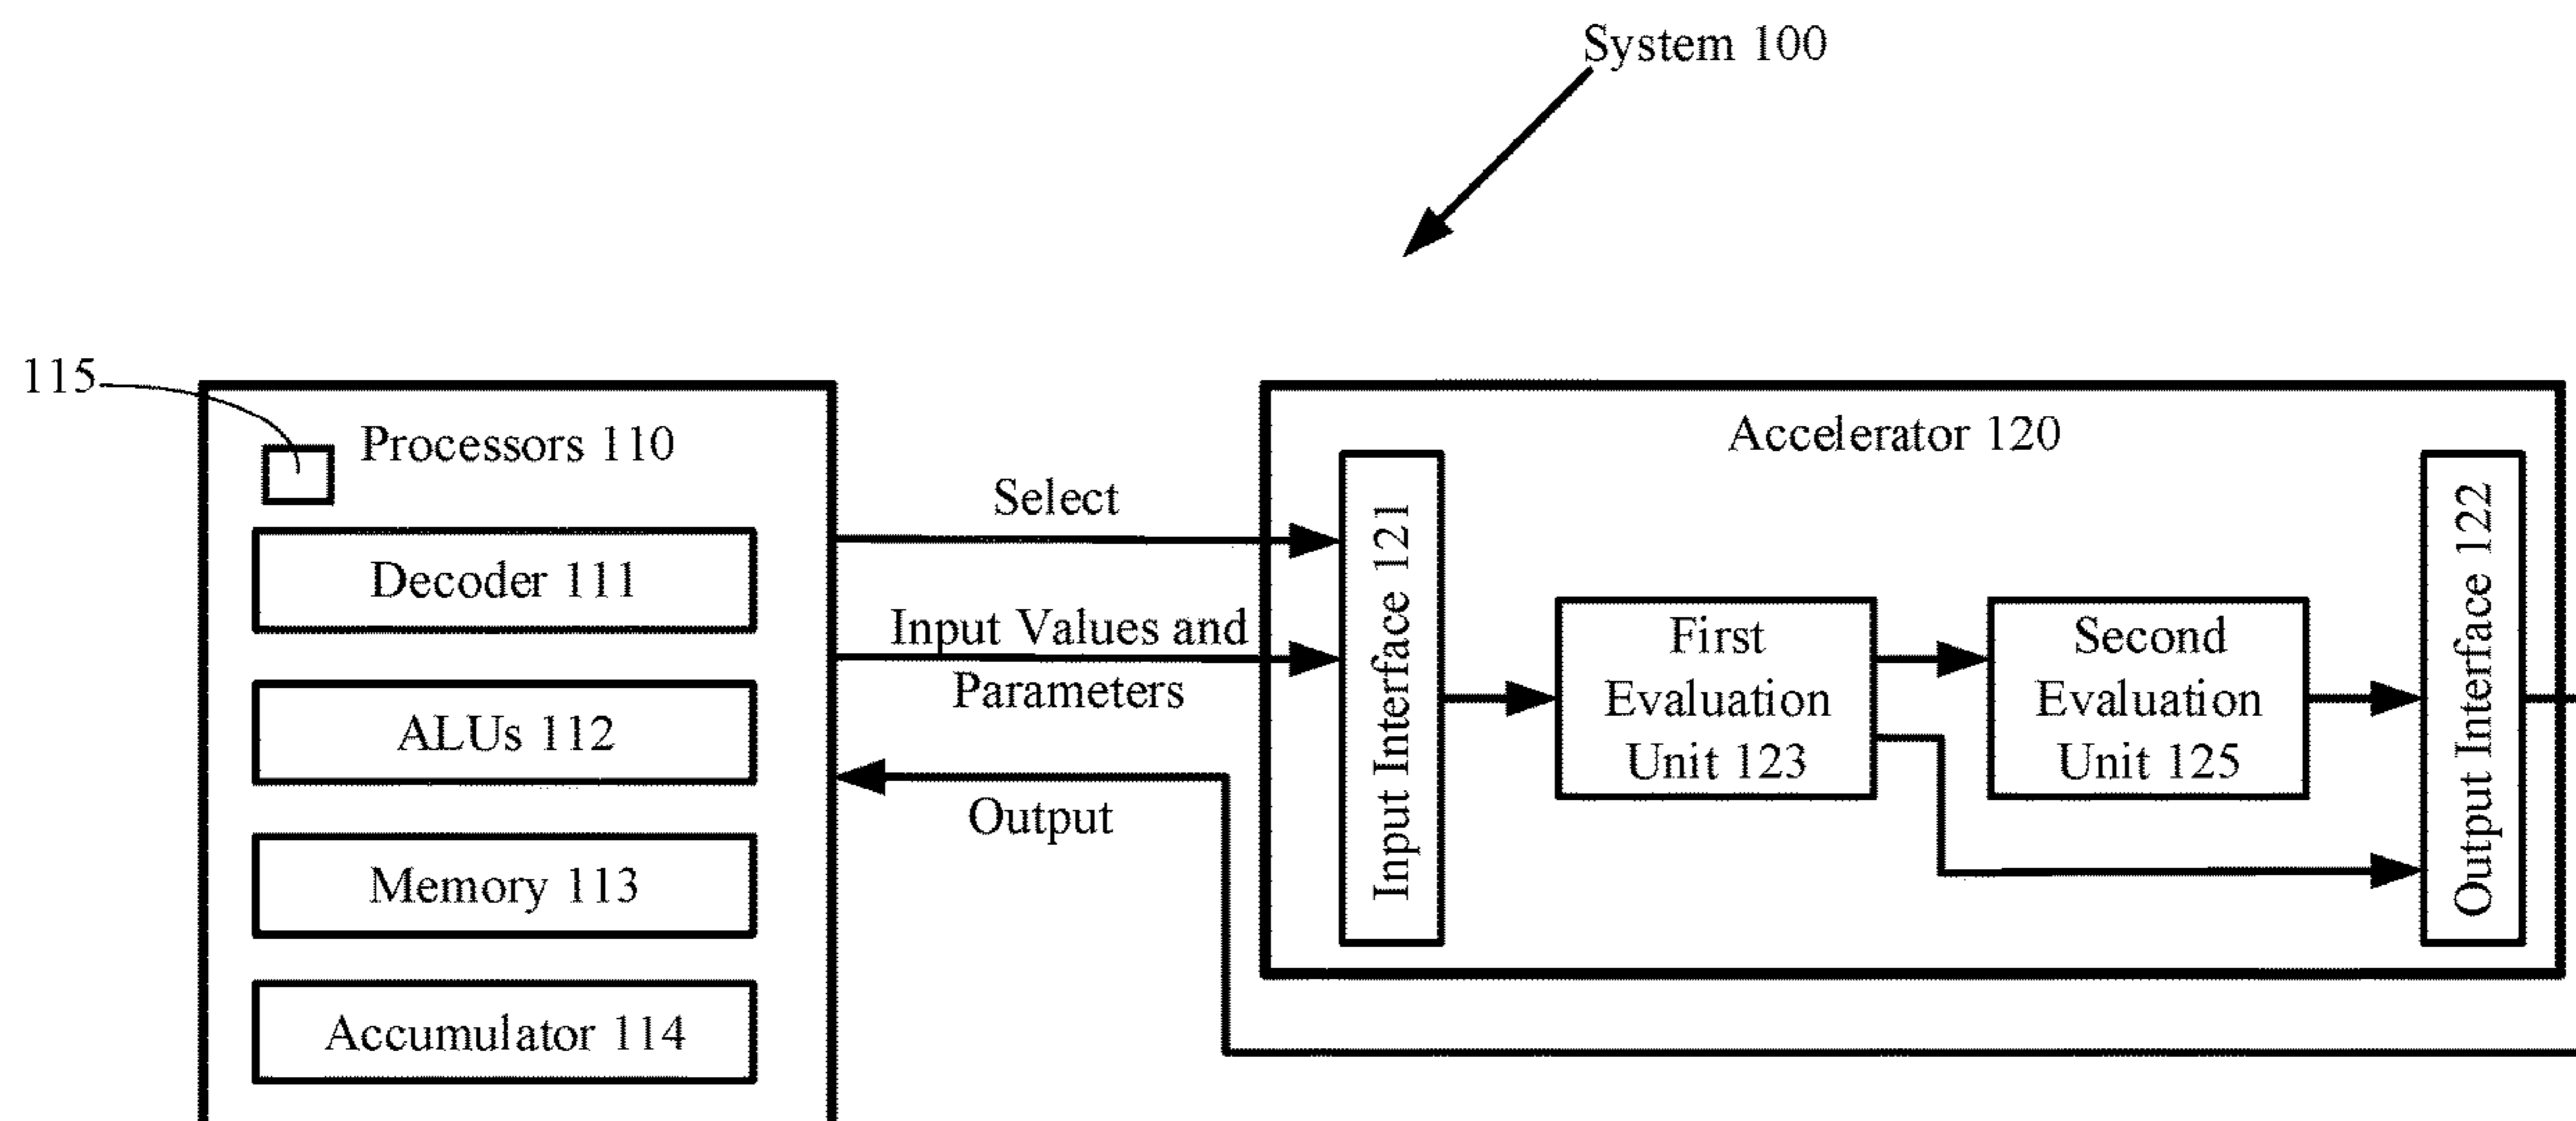 System 100
115
Processors 110
Decoder 111
ALUs 112
Memory 113
Accumulator 114
Select
Input Values and
Parameters
Output
Accelerator 120
Input Interface 121
First
Evaluation
Unit 123
Second
Evaluation
Unit 125
Output Interface 122